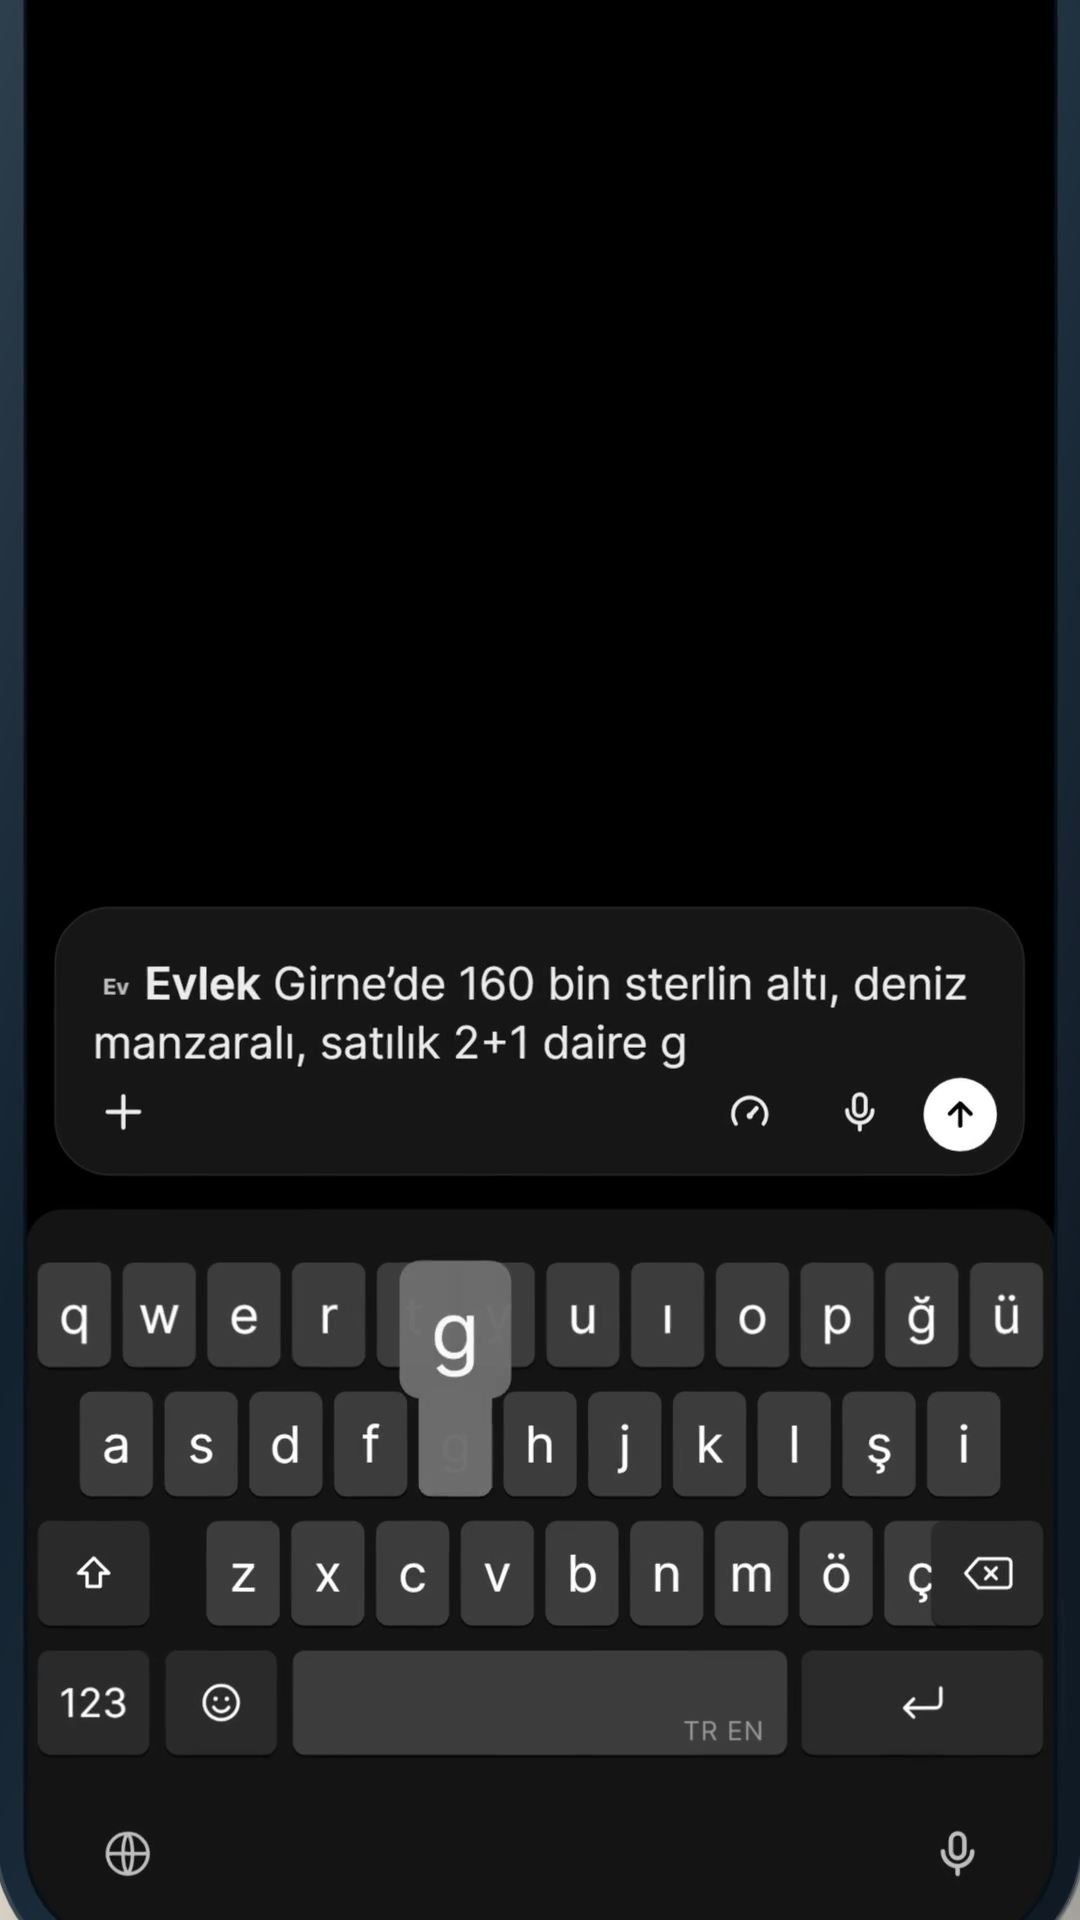 Ev Evlek Girne’de 160 bin sterlin altı, deniz
manzaralı, satılık 2+1 daire g
q w e r t y u ı o p ğ ü
g
a s d f g h j k l ş i
z x c v b n m ö ç
123
TR EN